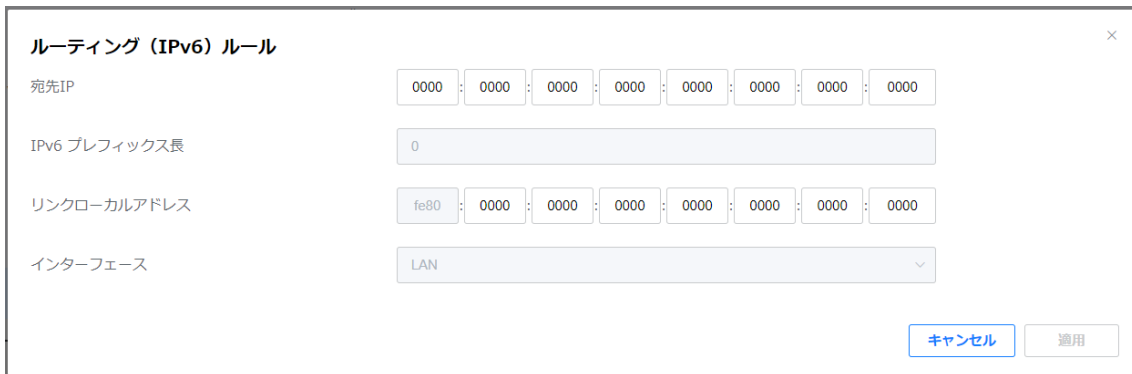 ルーティング（IPv6）ルール
宛先IP 0000 : 0000 : 0000 : 0000 : 0000 : 0000 : 0000 : 0000
IPv6 プレフィックス長 0
リンクローカルアドレス fe80 : 0000 : 0000 : 0000 : 0000 : 0000 : 0000 : 0000
インターフェース LAN
キャンセル 適用